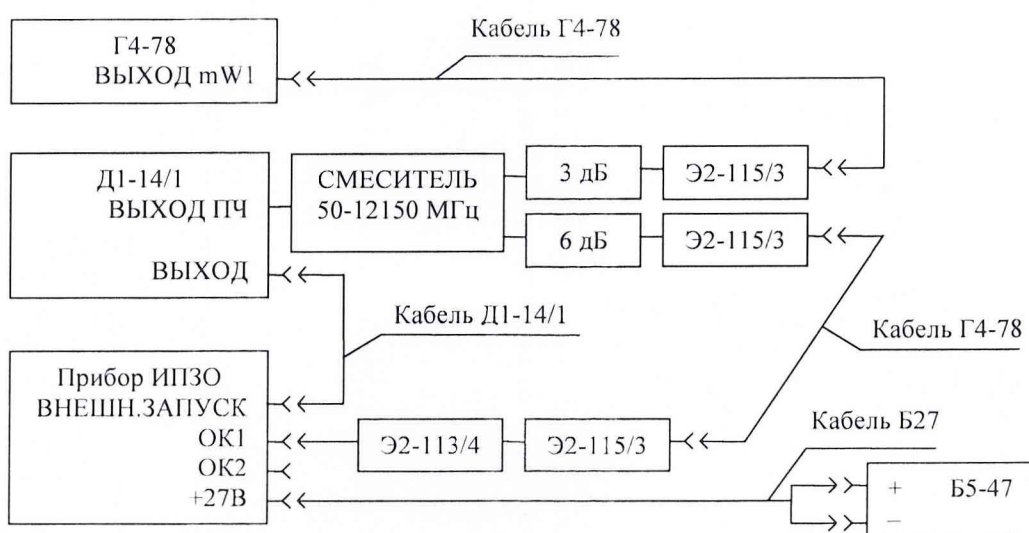 Кабель Г4-78
Г4-78
ВЫХОД mW1
Д1-14/1
ВЫХОД ПЧ
ВЫХОД
СМЕСИТЕЛЬ
50-12150 МГц
3 дБ
Э2-115/3
6 дБ
Э2-115/3
Кабель Д1-14/1
Кабель Г4-78
Прибор ИПЗО
ВНЕШН.ЗАПУСК
ОК1
ОК2
+27В
Э2-113/4
Э2-115/3
Кабель Б27
+
Б5-47
−